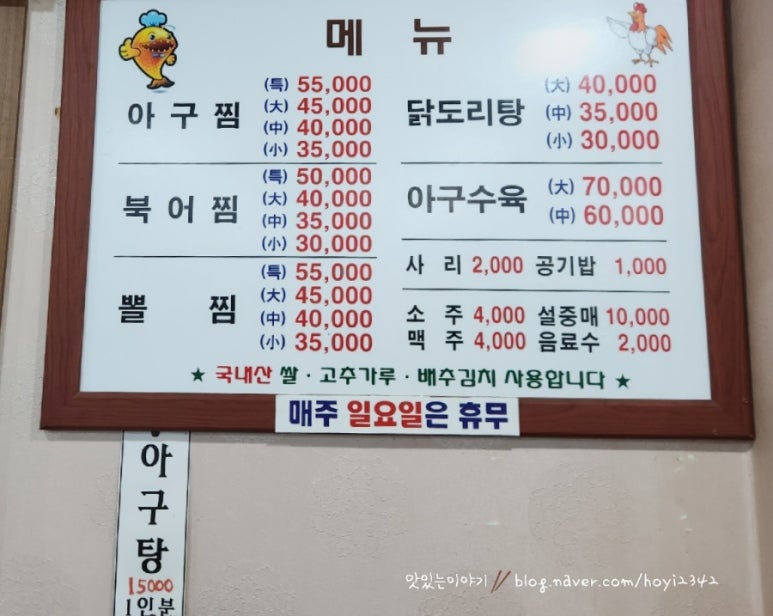 메 뉴
아 구 찜
(특) 55,000
(大) 45,000
(中) 40,000
(小) 35,000
북 어 찜
(특) 50,000
(大) 40,000
(中) 35,000
(小) 30,000
뽈 찜
(특) 55,000
(大) 45,000
(中) 40,000
(小) 35,000
닭도리탕
(大) 40,000
(中) 35,000
(小) 30,000
아구수육
(大) 70,000
(中) 60,000
사 리 2,000 공기밥 1,000
소 주 4,000 설중매 10,000
맥 주 4,000 음료수 2,000
★ 국내산 쌀 · 고추가루 · 배추김치 사용합니다 ★
매주 일요일은 휴무
아구탕
15000
1인분
맛있는이야기 // blog.naver.com/hoyi2342